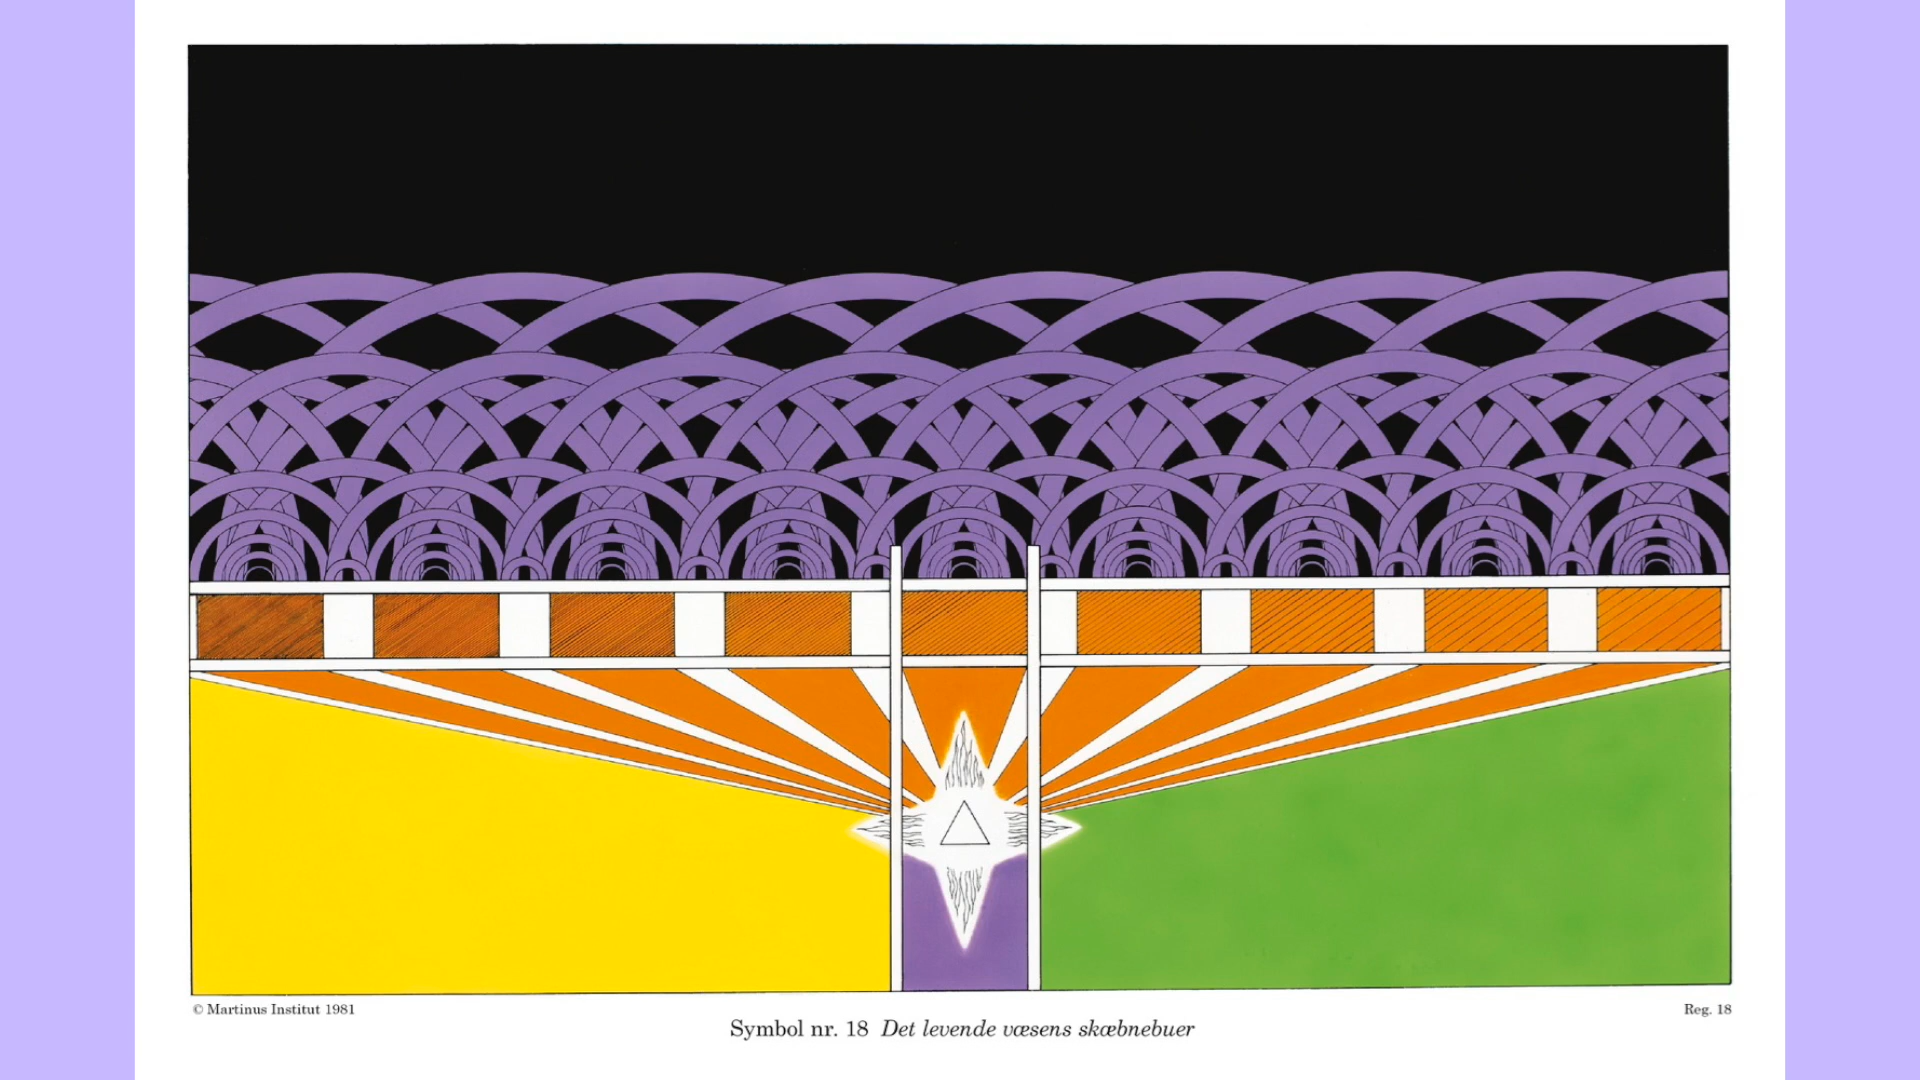 © Martinus Institut 1981
Reg. 18
Symbol nr. 18 Det levende væsens skæbnebuer